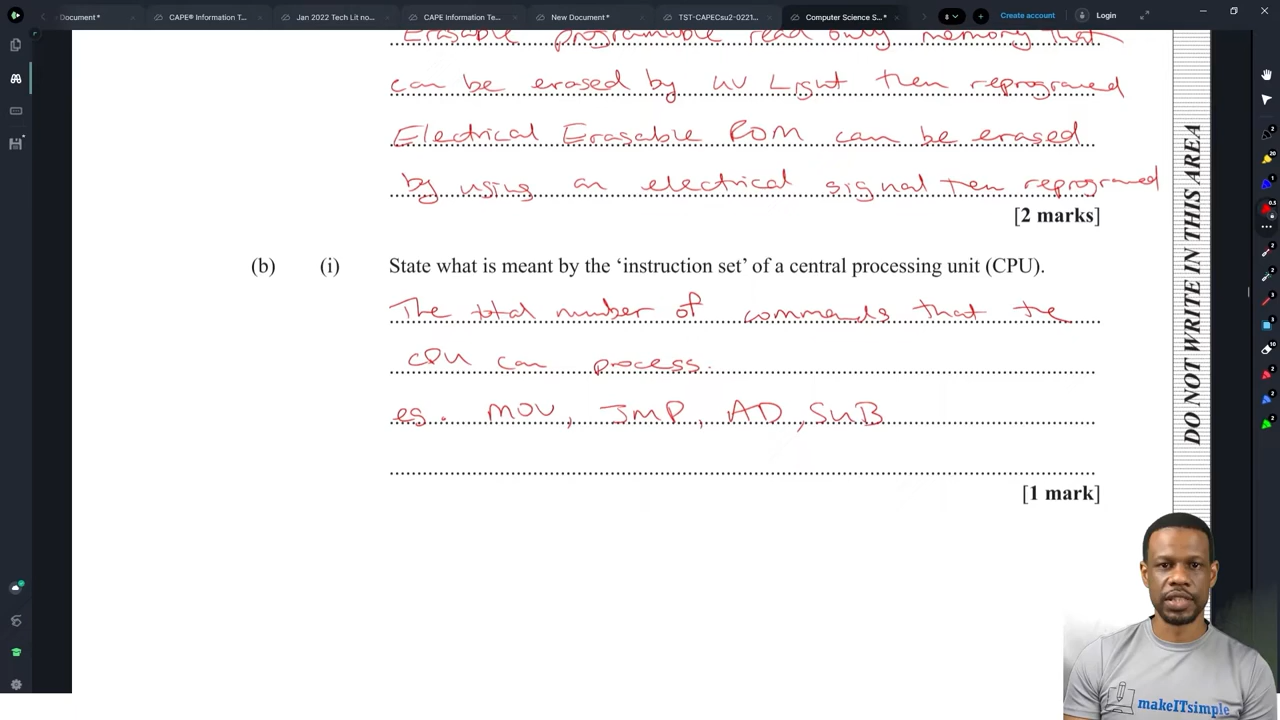 Document*
CAPE® Information T...
Jan 2022 Tech Lit no...
CAPE Information Te...
New Document*
TST-CAPECsu2-0221...
Computer Science S...*
8
Create account
Login
Erasable programmable read only memory that
can be erased by UV Light then reprogramed
Electrical Erasable ROM can be erased
by using an electrical signal then reprogramed
[2 marks]
(b) (i) State what is meant by the ‘instruction set’ of a central processing unit (CPU).
The total number of commands that the
CPU can process.
eg. MOV, JMP, AD, SUB
[1 mark]
DO NOT WRITE IN THIS AREA
makeITsimple